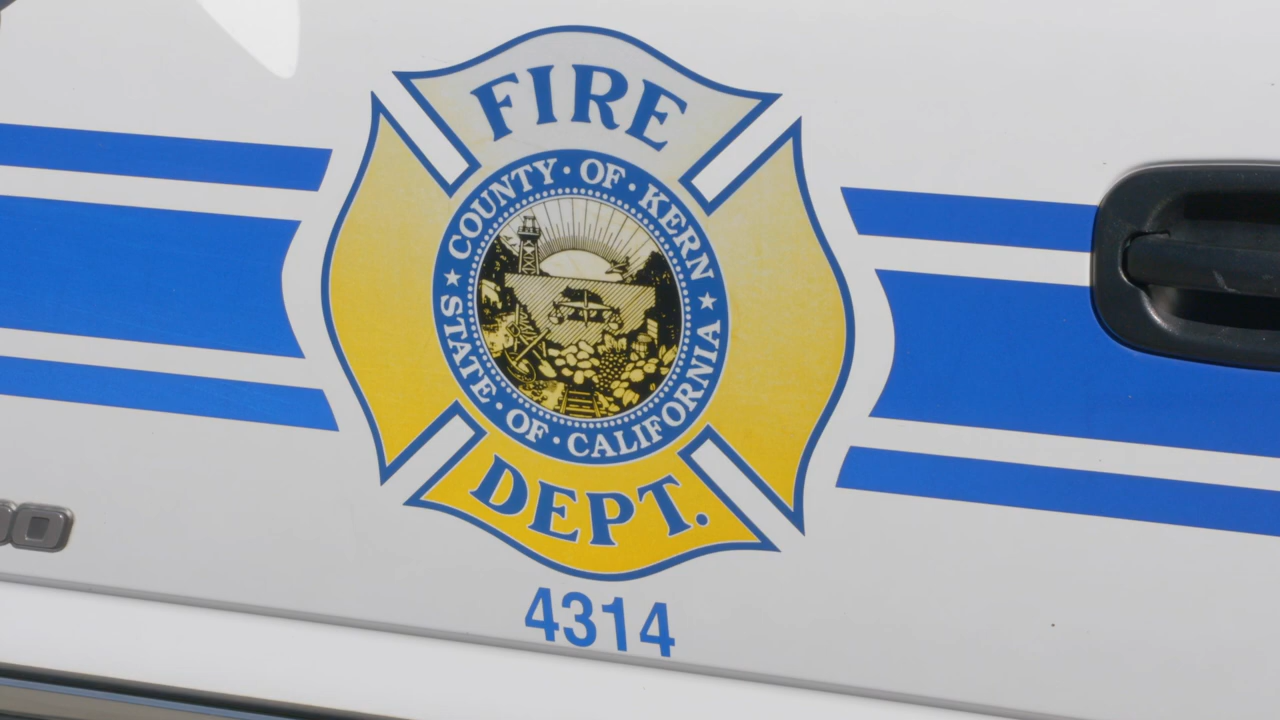 FIRE
COUNTY · OF · KERN
★ STATE · OF · CALIFORNIA ★
DEPT.
4314